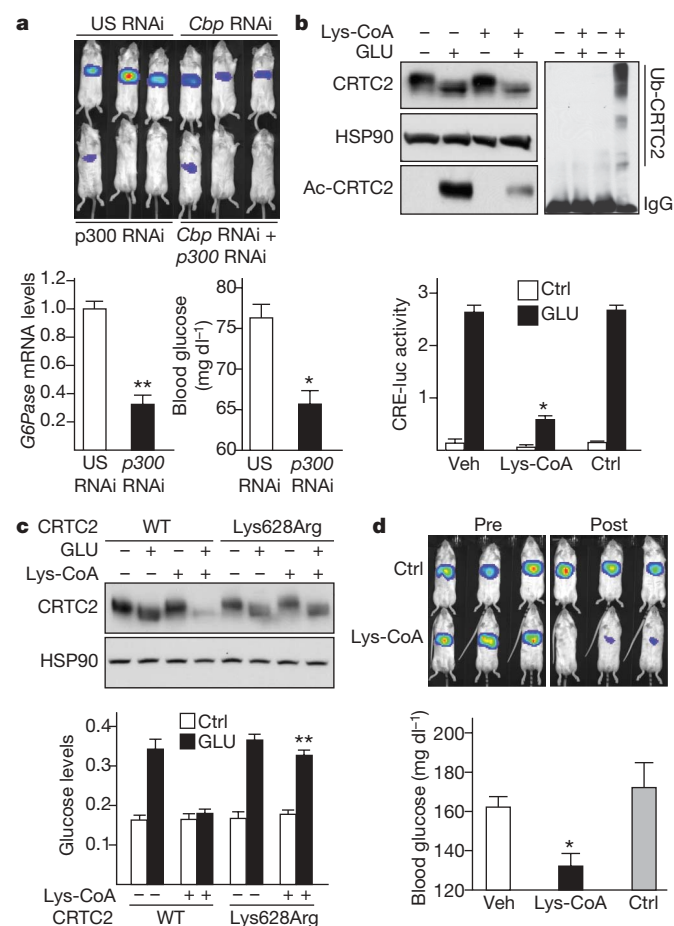 a
US RNAi Cbp RNAi
p300 RNAi Cbp RNAi +
p300 RNAi
G6Pase mRNA levels
1.2
1.0
0.8
0.6
0.4
0.2
US RNAi
p300 RNAi
**
Blood glucose (mg dl–1)
80
75
70
65
60
US RNAi
p300 RNAi
*
b
Lys-CoA – – + + – + – +
GLU – + – + – + – +
CRTC2
HSP90
Ac-CRTC2
Ub-CRTC2
IgG
CRE-luc activity
3
2
1
Ctrl
GLU
*
Veh Lys-CoA Ctrl
c
CRTC2 WT Lys628Arg
GLU – + – + – + – +
Lys-CoA – – + + – – + +
CRTC2
HSP90
Glucose levels
0.4
0.3
0.2
0.1
Ctrl
GLU
**
Lys-CoA – – + + – – + +
CRTC2 WT Lys628Arg
d
Pre Post
Ctrl
Lys-CoA
Blood glucose (mg dl–1)
200
180
160
140
120
*
Veh Lys-CoA Ctrl